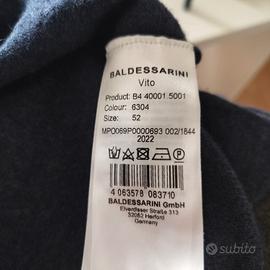 BALDESSARINI
Vito
Product: B4 40001 5001
Colour: 6304
Size: 52
MPO069P0000693 002/1844
2022
4 063578 083710
BALDESSARINI GmbH
Elverdisser Straße 313
32052 Herford
Germany
subito